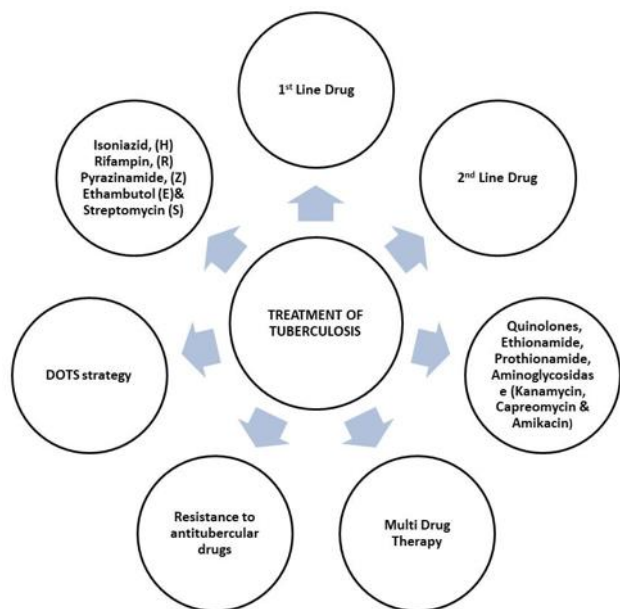 1st Line Drug
2nd Line Drug
Quinolones,
Ethionamide,
Prothionamide,
Aminoglycosidas
e (Kanamycin,
Capreomycin &
Amikacin)
Multi Drug
Therapy
Resistance to
antitubercular
drugs
DOTS strategy
Isoniazid, (H)
Rifampin, (R)
Pyrazinamide, (Z)
Ethambutol (E)&
Streptomycin (S)
TREATMENT OF
TUBERCULOSIS